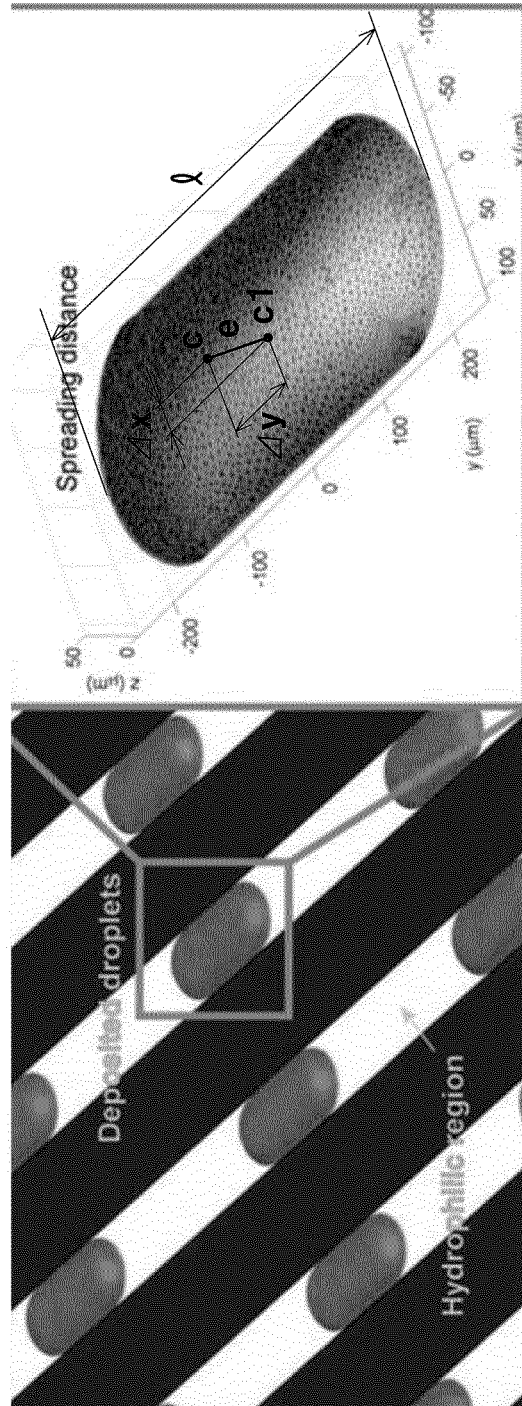 Deposited droplets
Hydrophilic region
Spreading distance
ℓ
Δx
c
e
c1
Δy
50
0
z (μm)
-200
-100
0
100
200
y (μm)
100
50
0
-50
-100
x (μm)